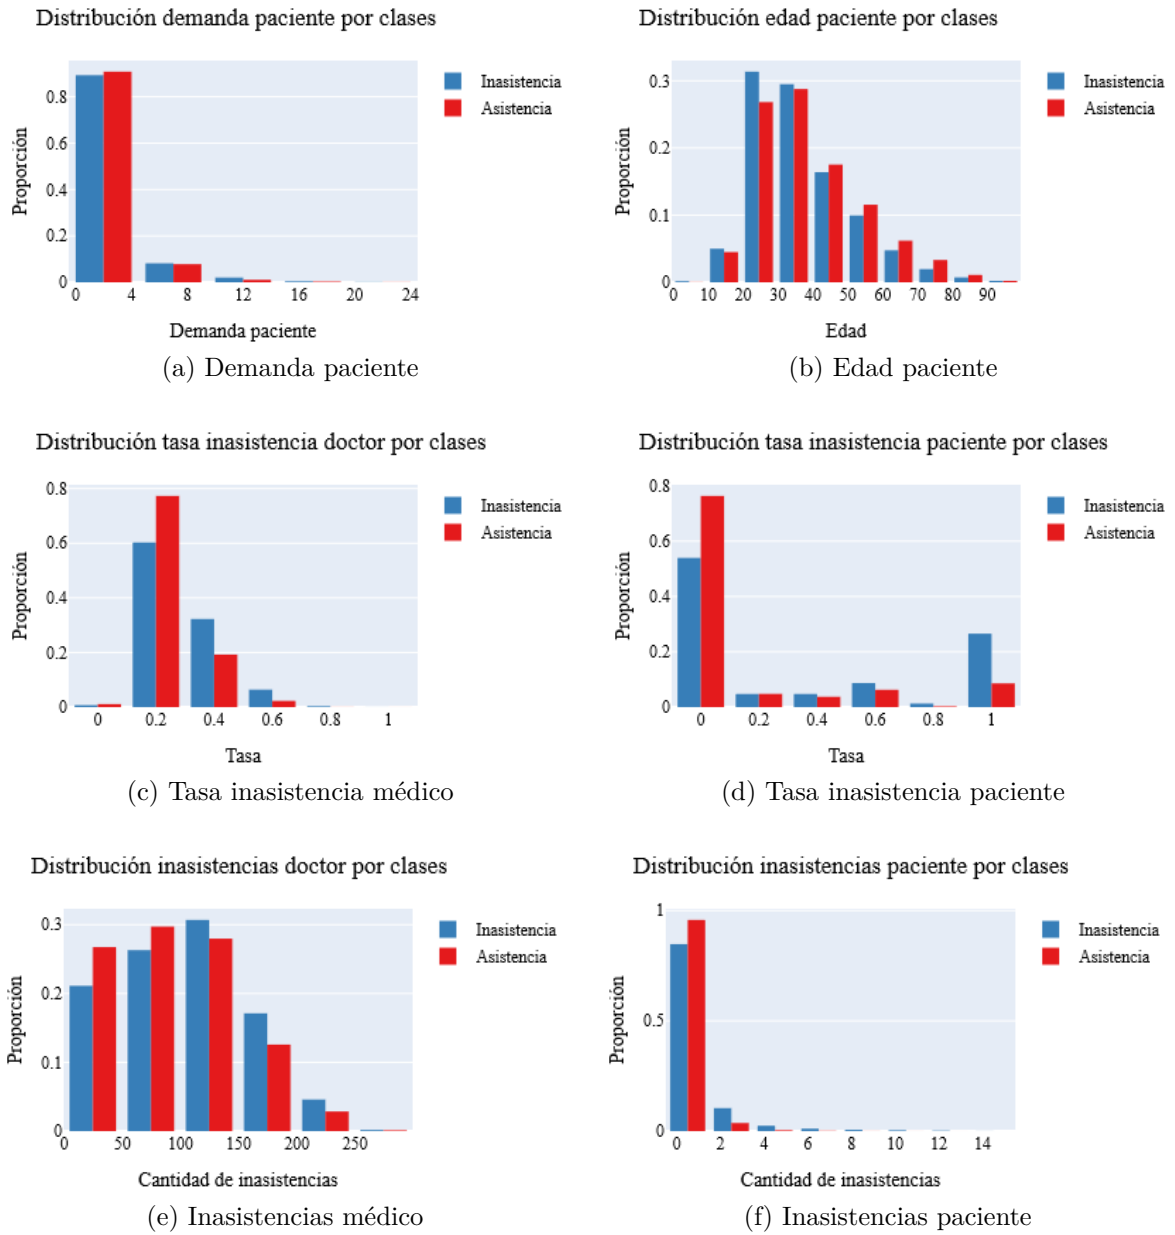 Distribución demanda paciente por clases
Proporción
0.8
0.6
0.4
0.2
0
0 4 8 12 16 20 24
Demanda paciente
Inasistencia
Asistencia
(a) Demanda paciente
Distribución edad paciente por clases
Proporción
0.3
0.2
0.1
0
0 10 20 30 40 50 60 70 80 90
Edad
Inasistencia
Asistencia
(b) Edad paciente
Distribución tasa inasistencia doctor por clases
Proporción
0.8
0.6
0.4
0.2
0
0 0.2 0.4 0.6 0.8 1
Tasa
Inasistencia
Asistencia
(c) Tasa inasistencia médico
Distribución tasa inasistencia paciente por clases
Proporción
0.8
0.6
0.4
0.2
0
0 0.2 0.4 0.6 0.8 1
Tasa
Inasistencia
Asistencia
(d) Tasa inasistencia paciente
Distribución inasistencias doctor por clases
Proporción
0.3
0.2
0.1
0
0 50 100 150 200 250
Cantidad de inasistencias
Inasistencia
Asistencia
(e) Inasistencias médico
Distribución inasistencias paciente por clases
Proporción
1
0.5
0
0 2 4 6 8 10 12 14
Cantidad de inasistencias
Inasistencia
Asistencia
(f) Inasistencias paciente